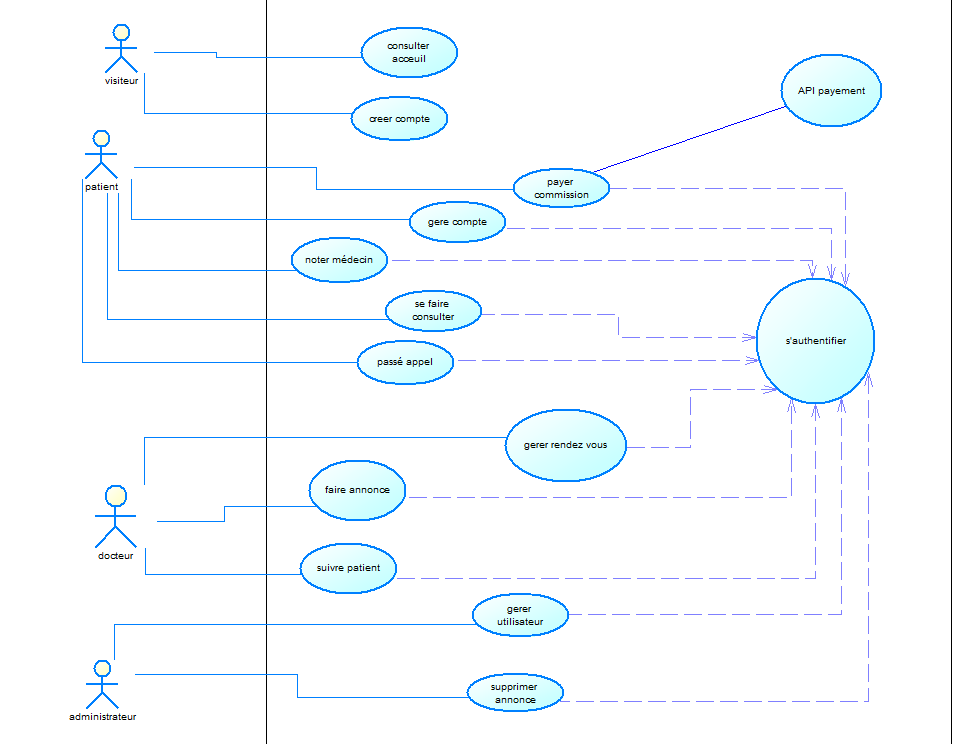 consulter
acceuil
visiteur
API payement
creer compte
patient
payer
commission
gere compte
noter médecin
se faire
consulter
s'authentifier
passé appel
gerer rendez vous
faire annonce
docteur
suivre patient
gerer
utilisateur
supprimer
annonce
administrateur